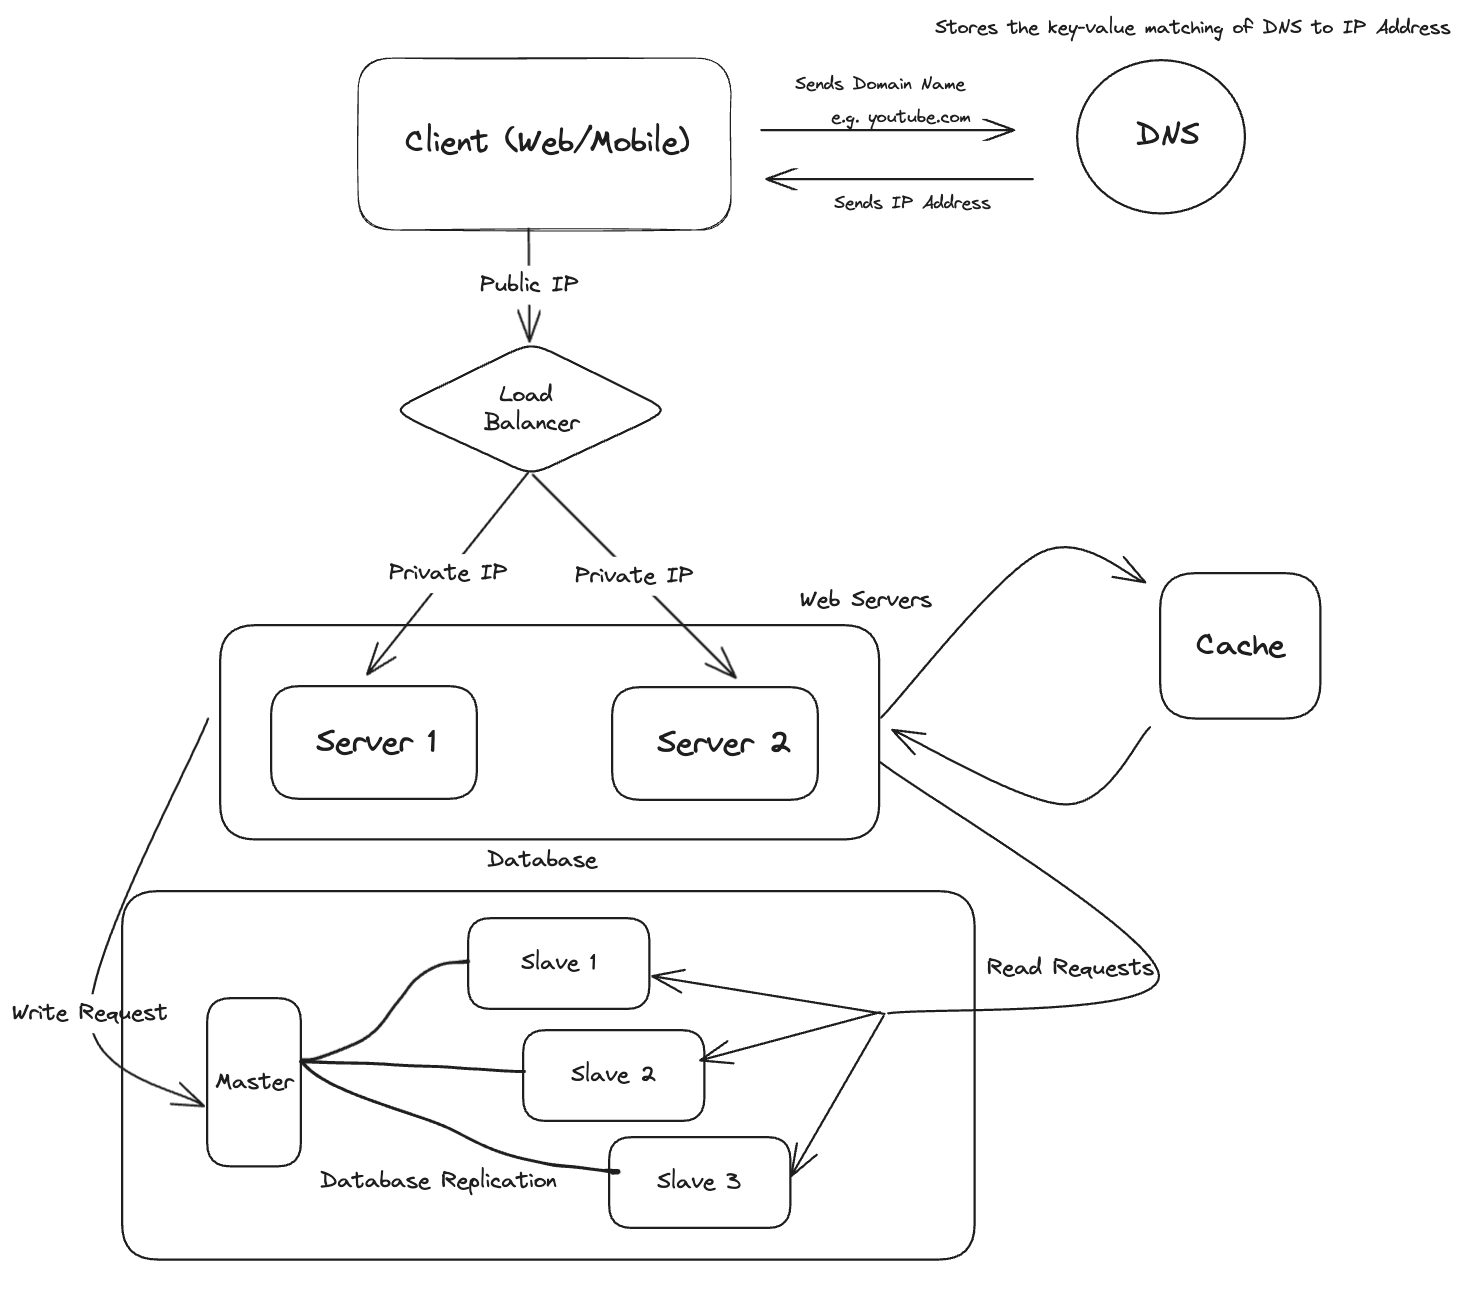 Stores the key-value matching of DNS to IP Address
Sends Domain Name
e.g. youtube.com
Client (Web/Mobile)
DNS
Sends IP Address
Public IP
Load
Balancer
Private IP
Private IP
Web Servers
Cache
Server 1
Server 2
Database
Slave 1
Read Requests
Write Request
Slave 2
Master
Database Replication
Slave 3